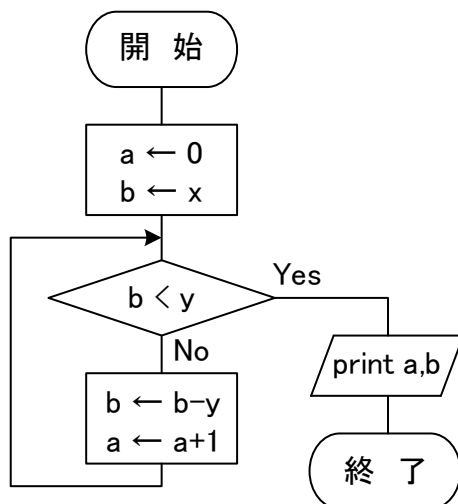 開 始
a ← 0
b ← x
b < y
Yes
No
b ← b-y
a ← a+1
print a,b
終 了